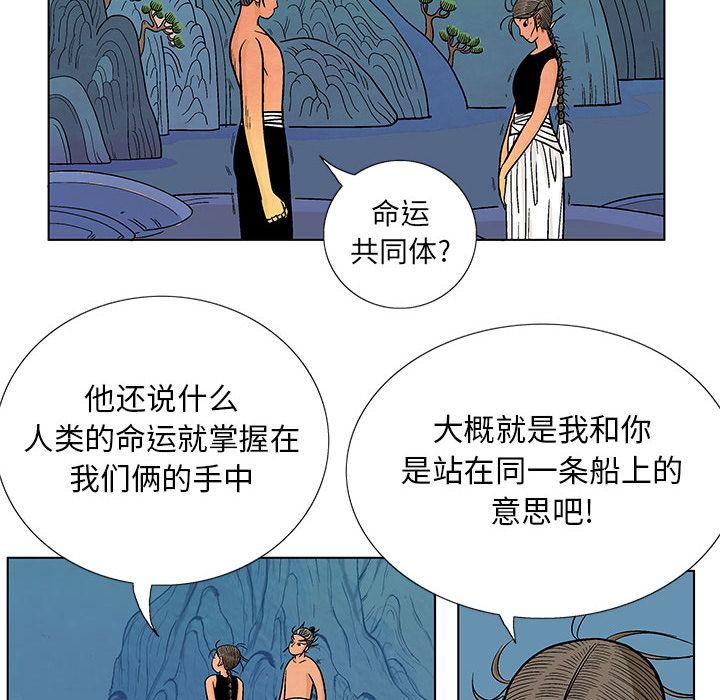 命运
共同体?
他还说什么
人类的命运就掌握在
我们俩的手中
大概就是我和你
是站在同一条船上的
意思吧!